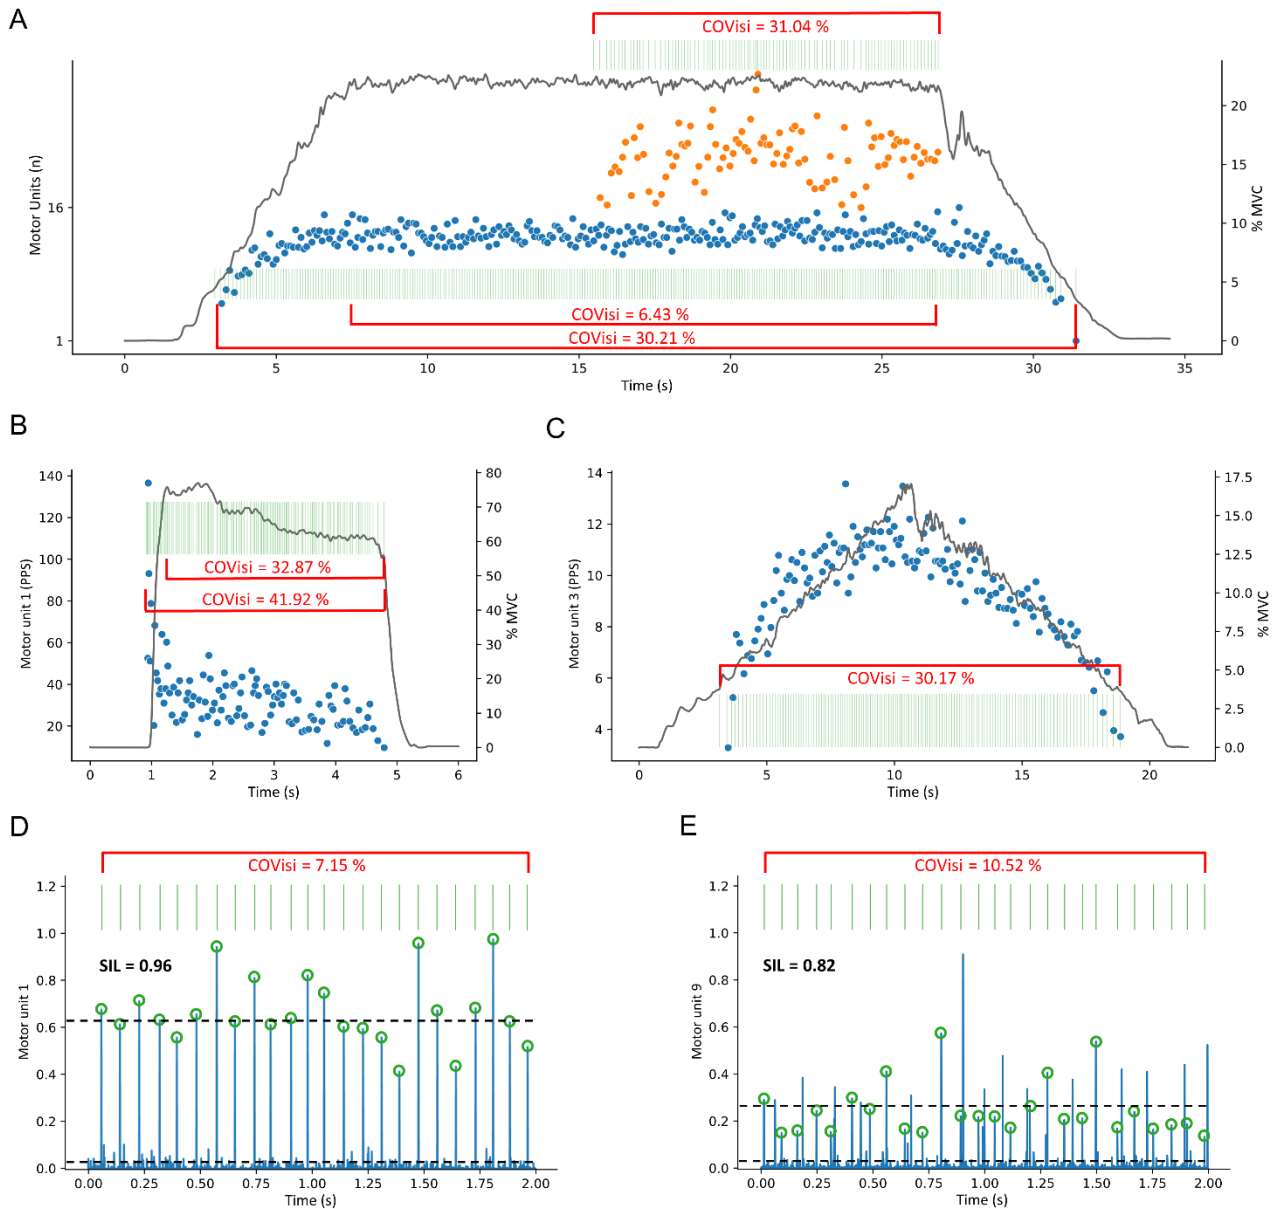 A
COVisi = 31.04 %
Motor Units (n)
16
1
20
15
10
5
0
% MVC
COVisi = 6.43 %
COVisi = 30.21 %
0 5 10 15 20 25 30 35
Time (s)
B
Motor unit 1 (PPS)
140
120
100
80
60
40
20
80
70
60
50
40
30
20
10
0
% MVC
COVisi = 32.87 %
COVisi = 41.92 %
0 1 2 3 4 5 6
Time (s)
C
Motor unit 3 (PPS)
14
12
10
8
6
4
17.5
15.0
12.5
10.0
7.5
5.0
2.5
0.0
% MVC
COVisi = 30.17 %
0 5 10 15 20
Time (s)
D
COVisi = 7.15 %
Motor unit 1
1.2
1.0
0.8
0.6
0.4
0.2
0.0
SIL = 0.96
0.00 0.25 0.50 0.75 1.00 1.25 1.50 1.75 2.00
Time (s)
E
COVisi = 10.52 %
Motor unit 9
1.2
1.0
0.8
0.6
0.4
0.2
0.0
SIL = 0.82
0.00 0.25 0.50 0.75 1.00 1.25 1.50 1.75 2.00
Time (s)